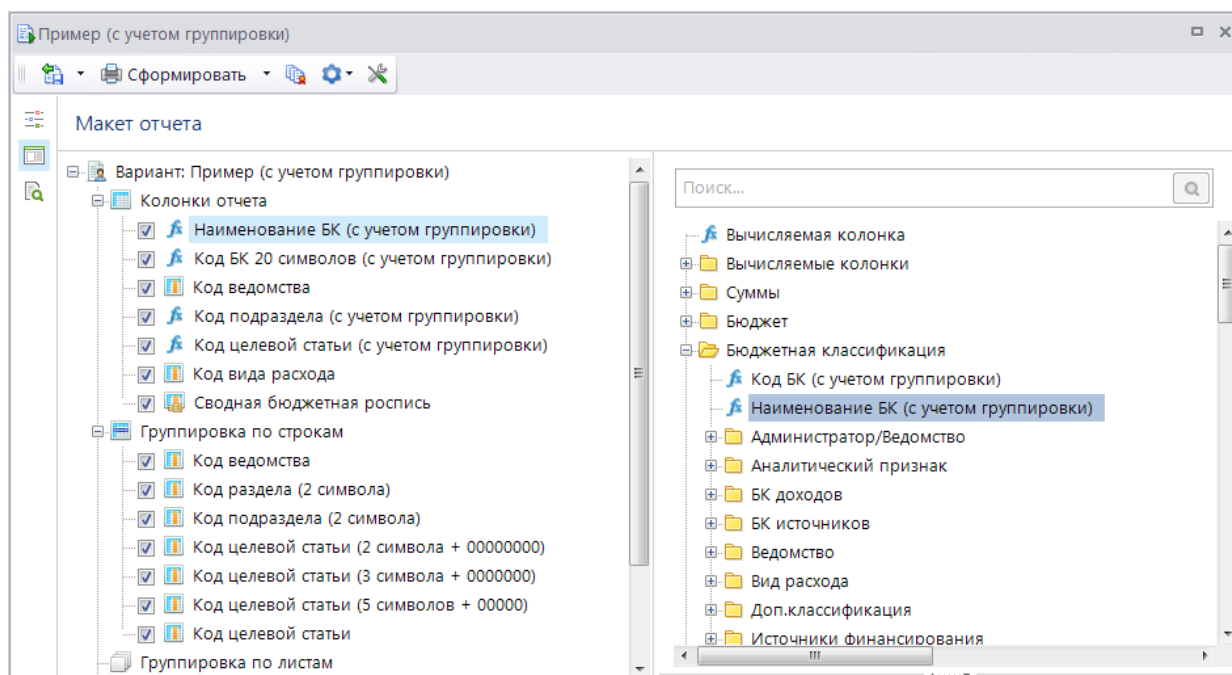 Пример (с учетом группировки)
Сформировать
Макет отчета
Вариант: Пример (с учетом группировки)
Колонки отчета
Наименование БК (с учетом группировки)
Код БК 20 символов (с учетом группировки)
Код ведомства
Код подраздела (с учетом группировки)
Код целевой статьи (с учетом группировки)
Код вида расхода
Сводная бюджетная роспись
Группировка по строкам
Код ведомства
Код раздела (2 символа)
Код подраздела (2 символа)
Код целевой статьи (2 символа + 00000000)
Код целевой статьи (3 символа + 0000000)
Код целевой статьи (5 символов + 00000)
Код целевой статьи
Группировка по листам
Поиск...
Вычисляемая колонка
Вычисляемые колонки
Суммы
Бюджет
Бюджетная классификация
Код БК (с учетом группировки)
Наименование БК (с учетом группировки)
Администратор/Ведомство
Аналитический признак
БК доходов
БК источников
Ведомство
Вид расхода
Доп.классификация
Источники финансирования